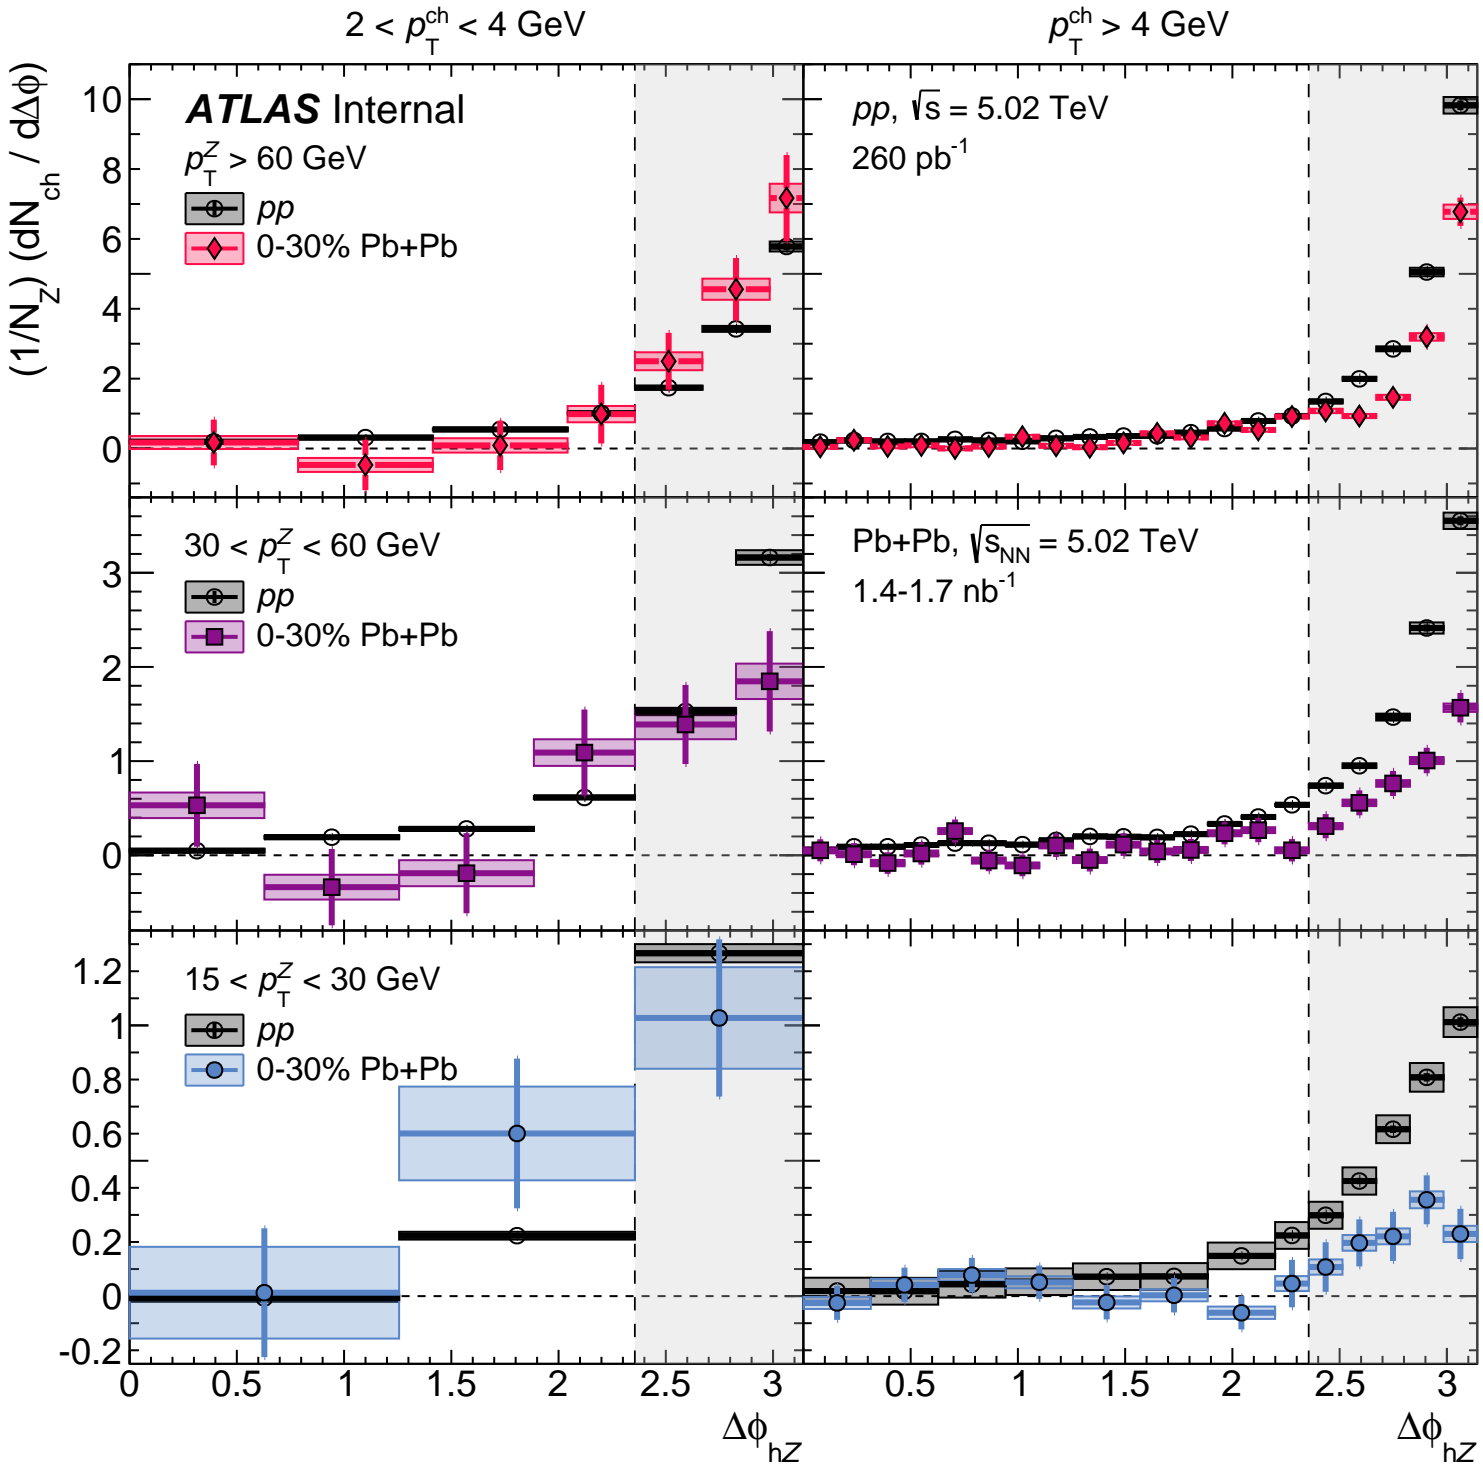 2 < p_T^ch < 4 GeV
p_T^ch > 4 GeV
(1/N_Z) (dN_ch / dΔϕ)
ATLAS Internal
p_T^Z > 60 GeV
pp
0-30% Pb+Pb
10
8
6
4
2
0
pp, √s = 5.02 TeV
260 pb^-1
30 < p_T^Z < 60 GeV
pp
0-30% Pb+Pb
3
2
1
0
Pb+Pb, √s_NN = 5.02 TeV
1.4-1.7 nb^-1
15 < p_T^Z < 30 GeV
pp
0-30% Pb+Pb
1.2
1
0.8
0.6
0.4
0.2
0
-0.2
0 0.5 1 1.5 2 2.5 3
0.5 1 1.5 2 2.5 3
Δϕ_hZ
Δϕ_hZ